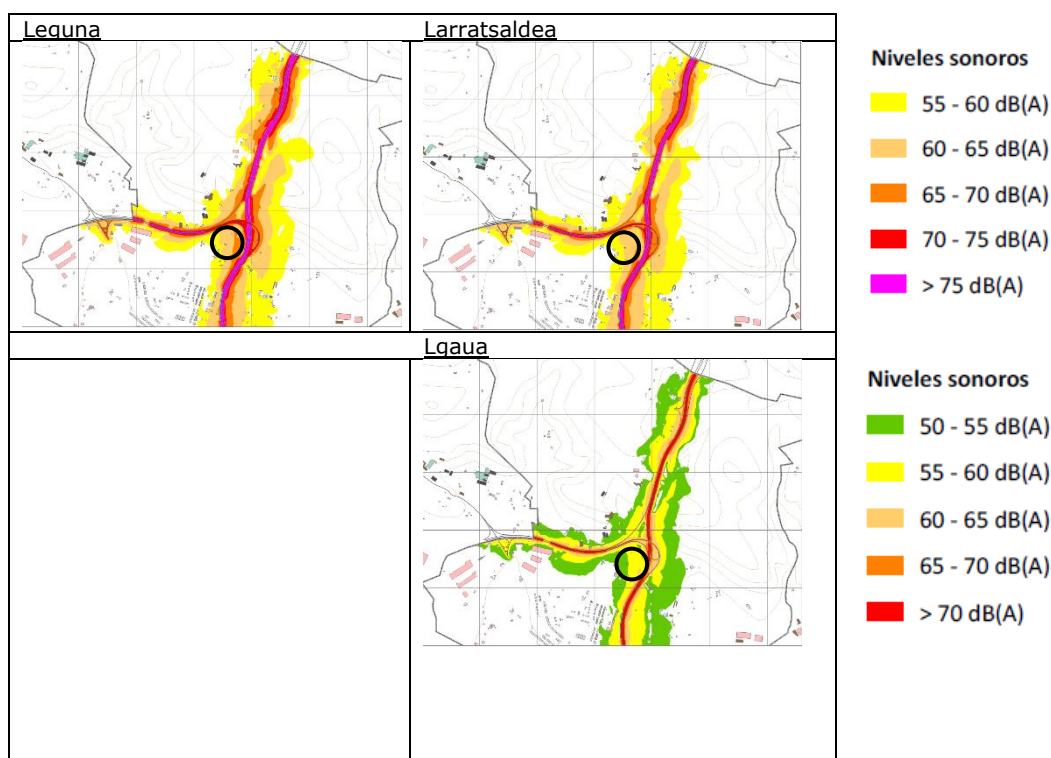 Leguna
Larratsaldea
Niveles sonoros
55 - 60 dB(A)
60 - 65 dB(A)
65 - 70 dB(A)
70 - 75 dB(A)
> 75 dB(A)
Lgaua
Niveles sonoros
50 - 55 dB(A)
55 - 60 dB(A)
60 - 65 dB(A)
65 - 70 dB(A)
> 70 dB(A)